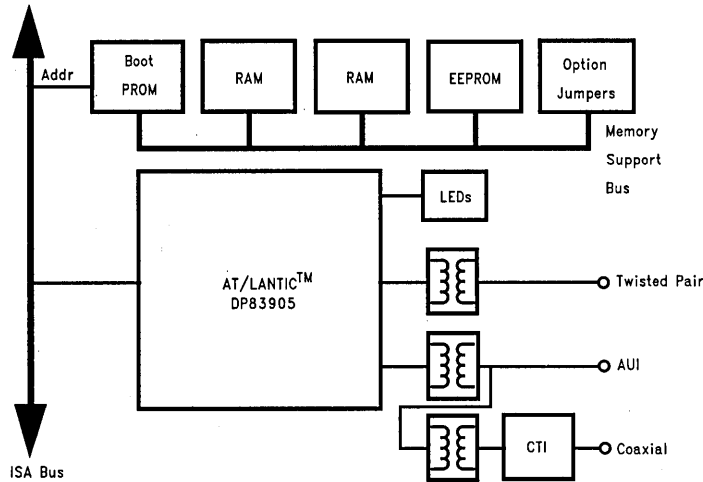 Addr
Boot
PROM
RAM
RAM
EEPROM
Option
Jumpers
Memory
Support
Bus
LEDs
AT/LANTIC™
DP83905
Twisted Pair
AUI
CTI
Coaxial
ISA Bus